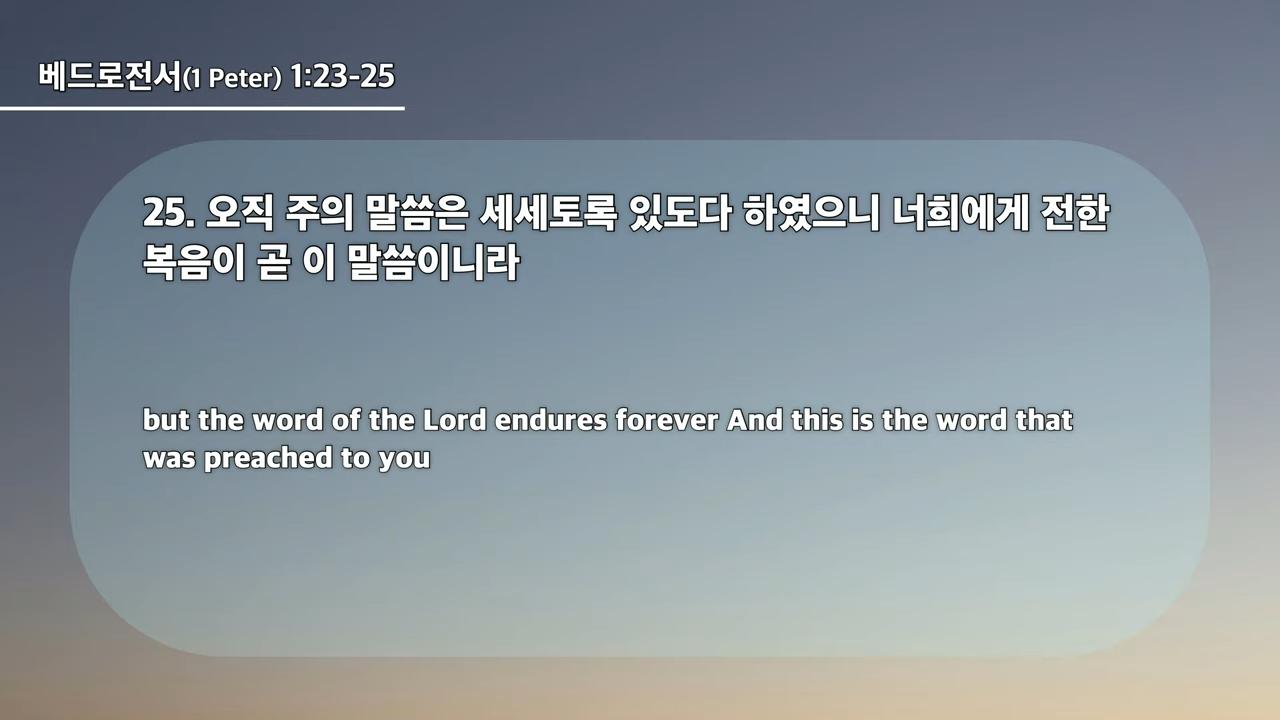 베드로전서(1 Peter) 1:23-25
25. 오직 주의 말씀은 세세토록 있도다 하였으니 너희에게 전한
복음이 곧 이 말씀이니라
but the word of the Lord endures forever And this is the word that
was preached to you